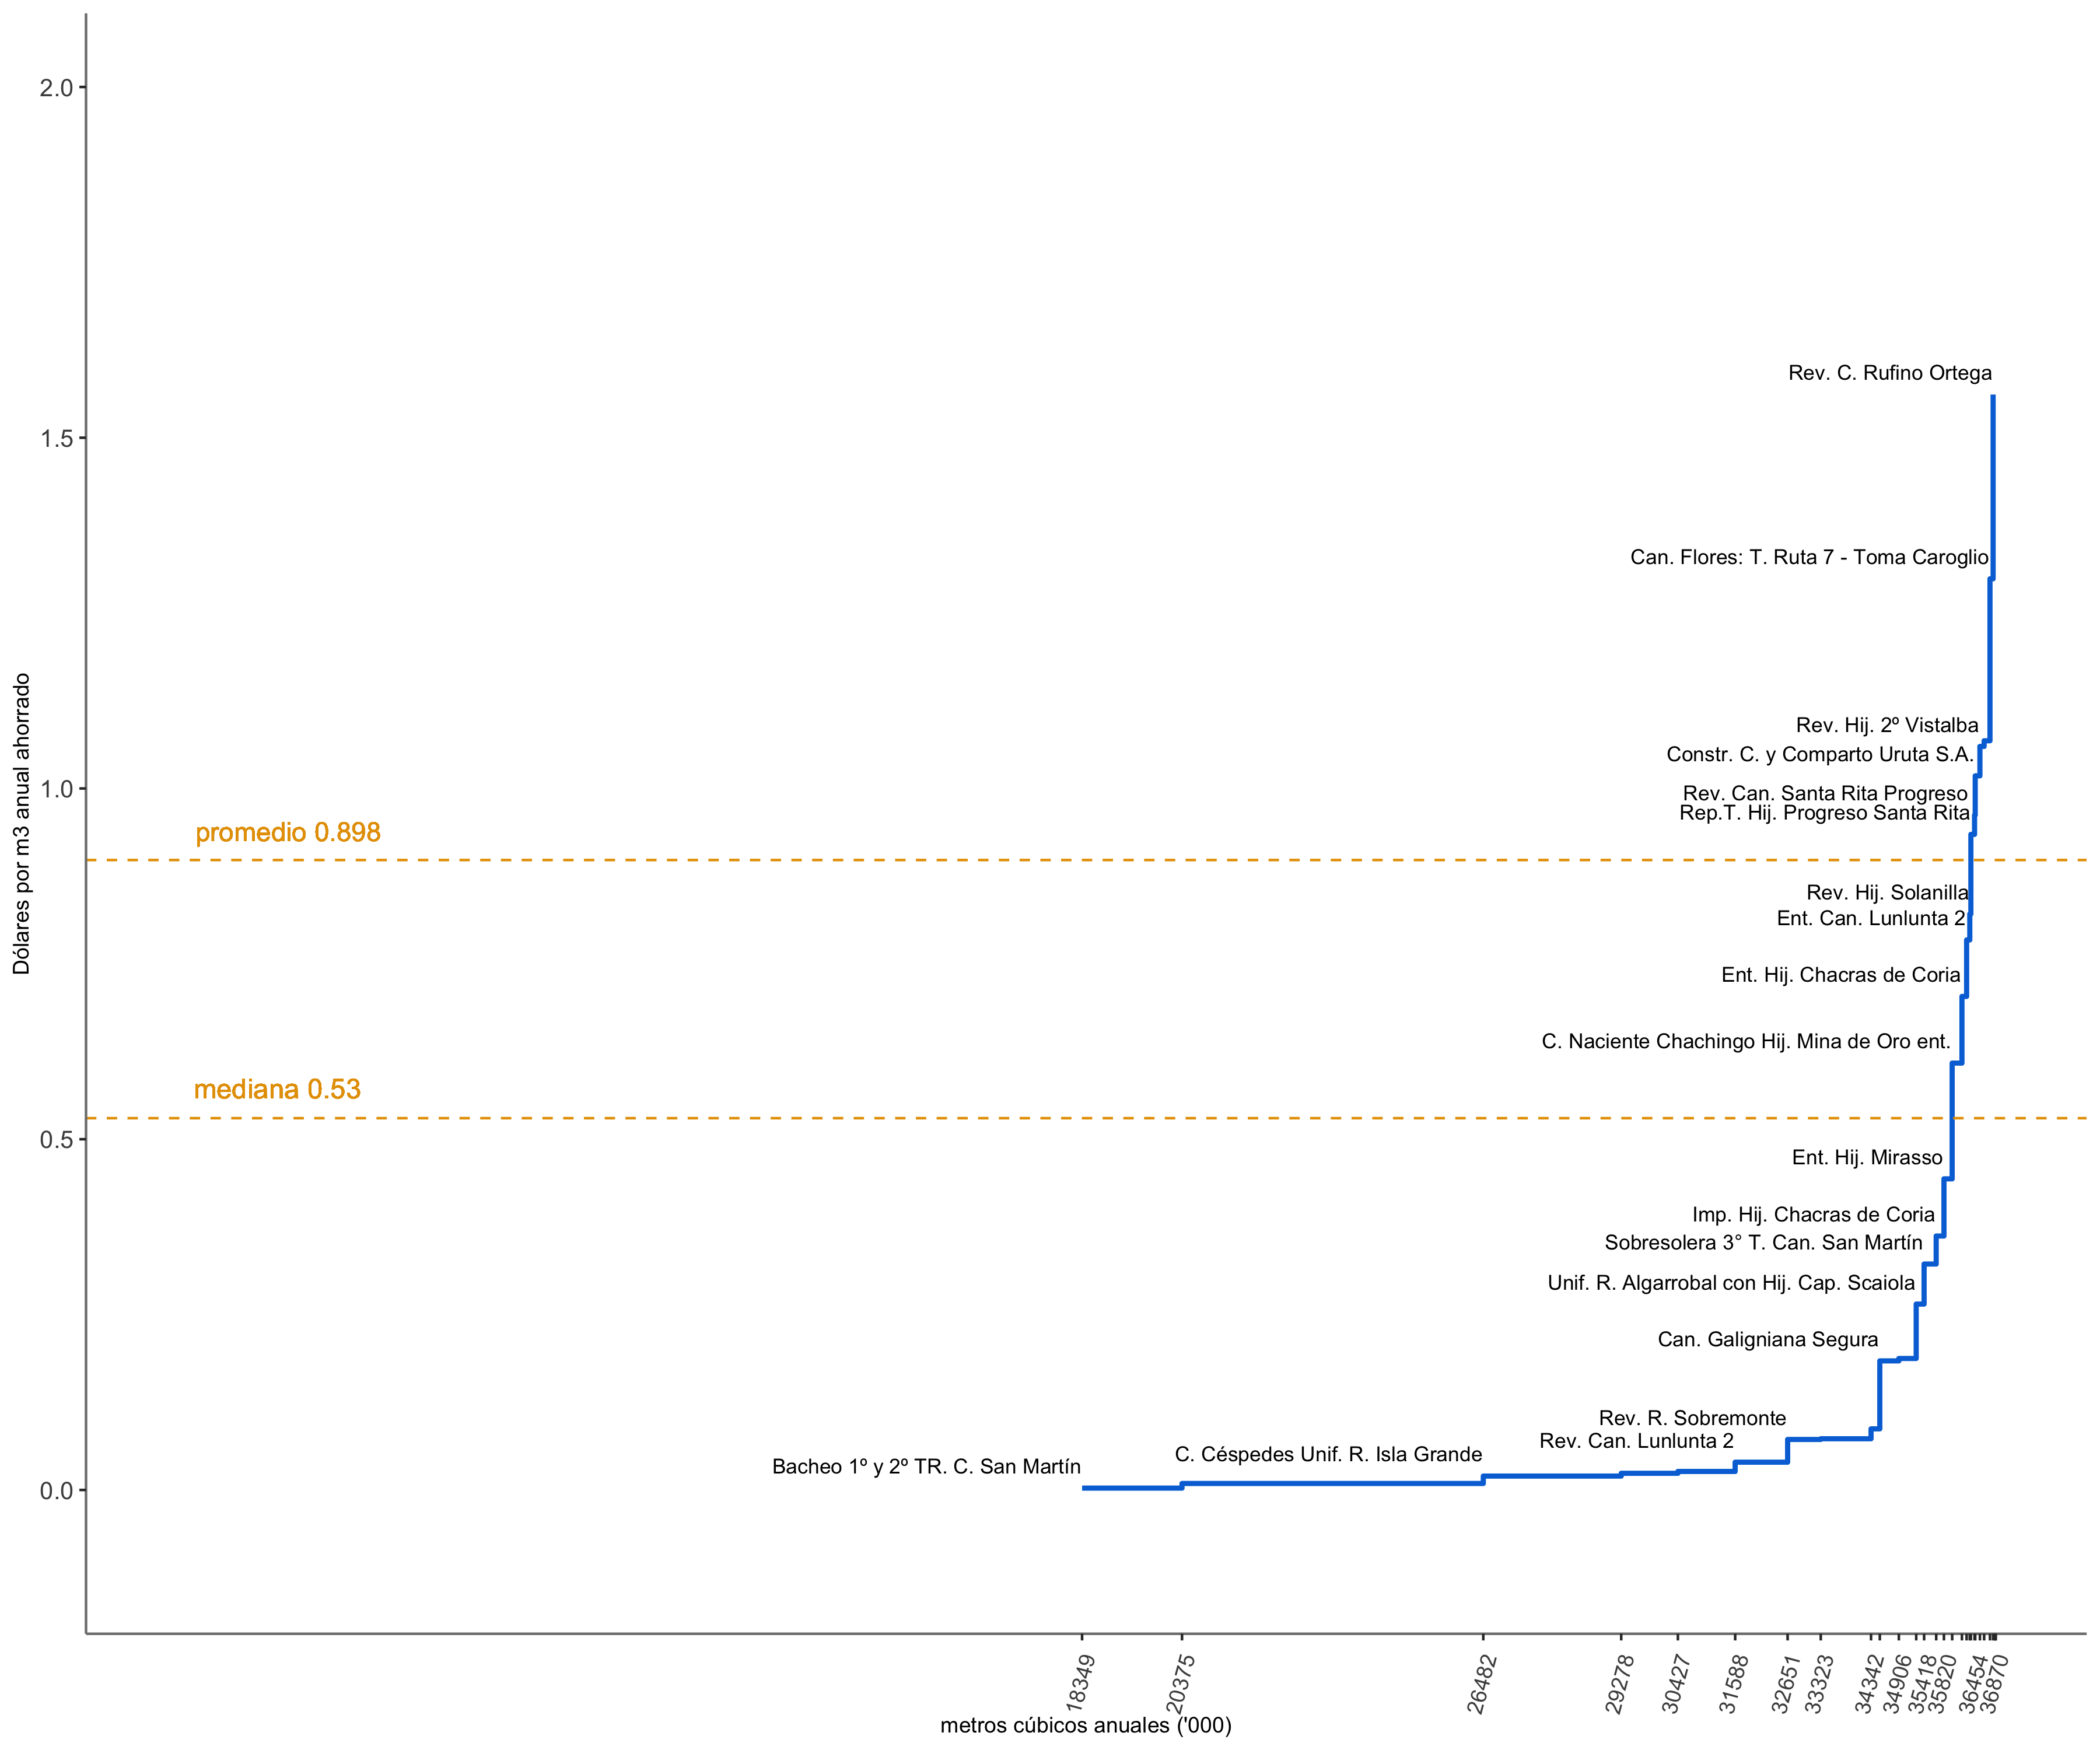 2.0
Rev. C. Rufino Ortega
1.5
Can. Flores: T. Ruta 7 - Toma Caroglio
Rev. Hij. 2º Vistalba
Constr. C. y Comparto Uruta S.A.
1.0
Rev. Can. Santa Rita Progreso
Rep.T. Hij. Progreso Santa Rita
promedio 0.898
Rev. Hij. Solanilla
Ent. Can. Lunlunta 2
Dólares por m3 anual ahorrado
Ent. Hij. Chacras de Coria
C. Naciente Chachingo Hij. Mina de Oro ent.
mediana 0.53
0.5
Ent. Hij. Mirasso
Imp. Hij. Chacras de Coria
Sobresolera 3° T. Can. San Martín
Unif. R. Algarrobal con Hij. Cap. Scaiola
Can. Galigniana Segura
Rev. R. Sobremonte
Rev. Can. Lunlunta 2
C. Céspedes Unif. R. Isla Grande
Bacheo 1º y 2º TR. C. San Martín
0.0
18349
20375
26482
29278
30427
31588
32651
33323
34342
34906
35418
35820
36454
36870
metros cúbicos anuales ('000)